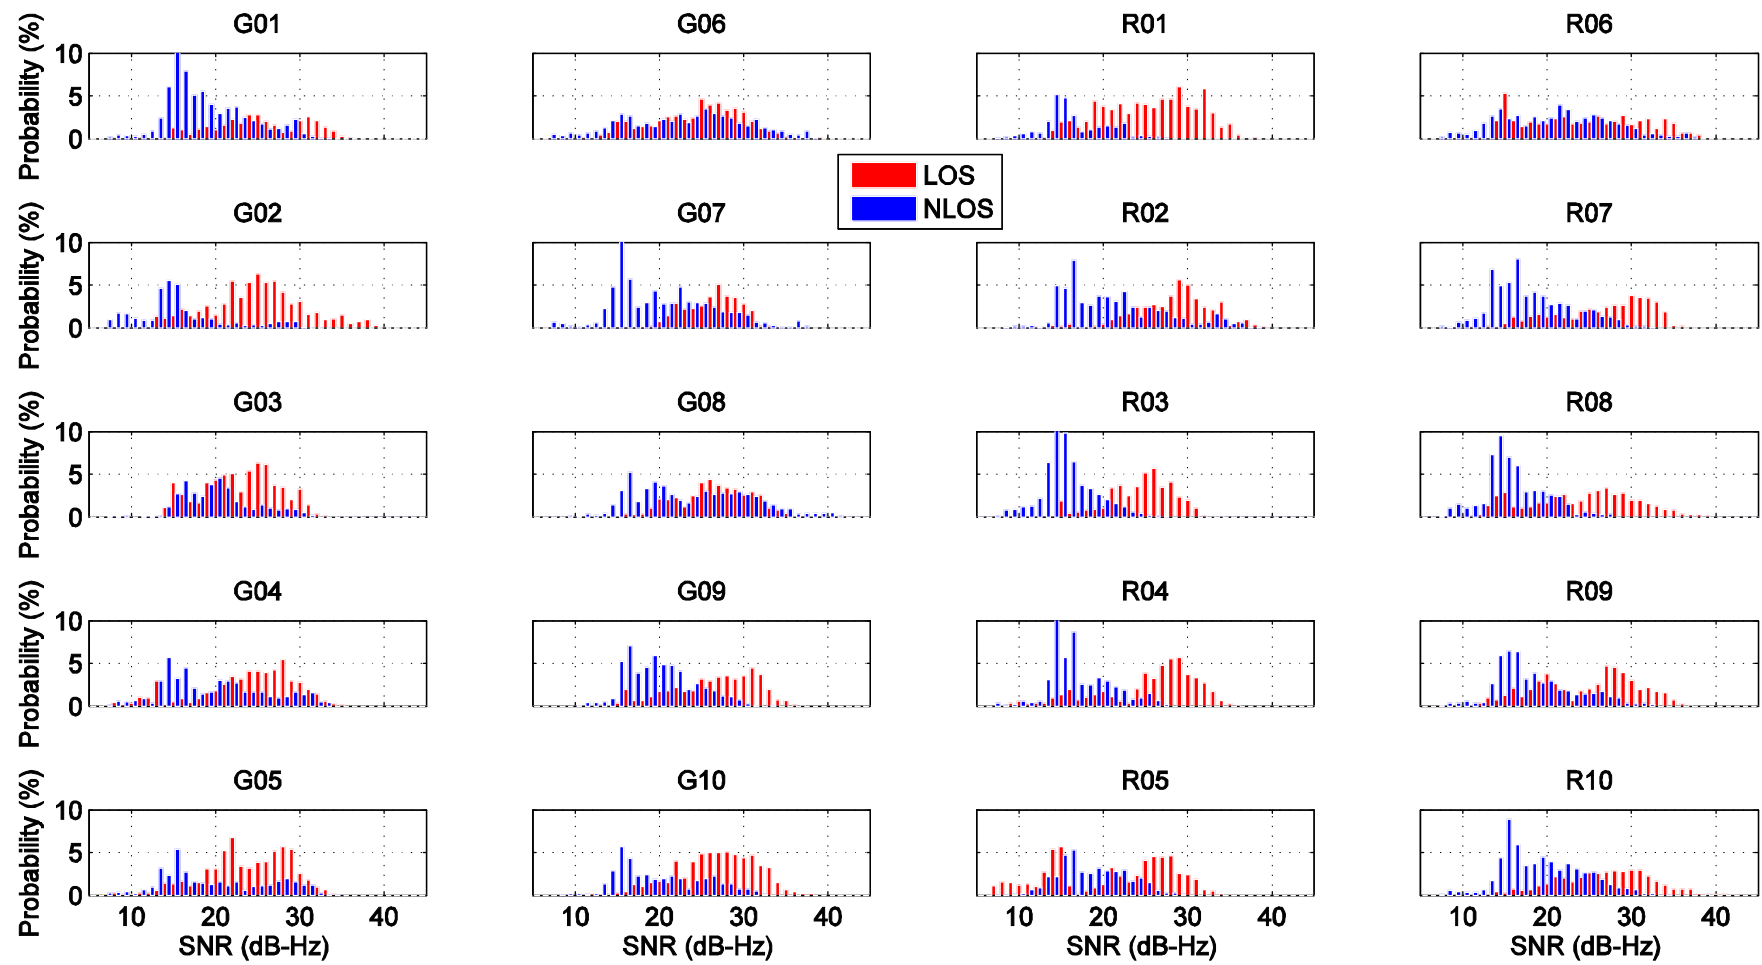 G01 G06 R01 R06
Probability (%)
10
5
0
LOS
NLOS
G02 G07 R02 R07
Probability (%)
10
5
0
G03 G08 R03 R08
Probability (%)
10
5
0
G04 G09 R04 R09
Probability (%)
10
5
0
G05 G10 R05 R10
Probability (%)
10
5
0
10 20 30 40 10 20 30 40 10 20 30 40 10 20 30 40
SNR (dB-Hz) SNR (dB-Hz) SNR (dB-Hz) SNR (dB-Hz)